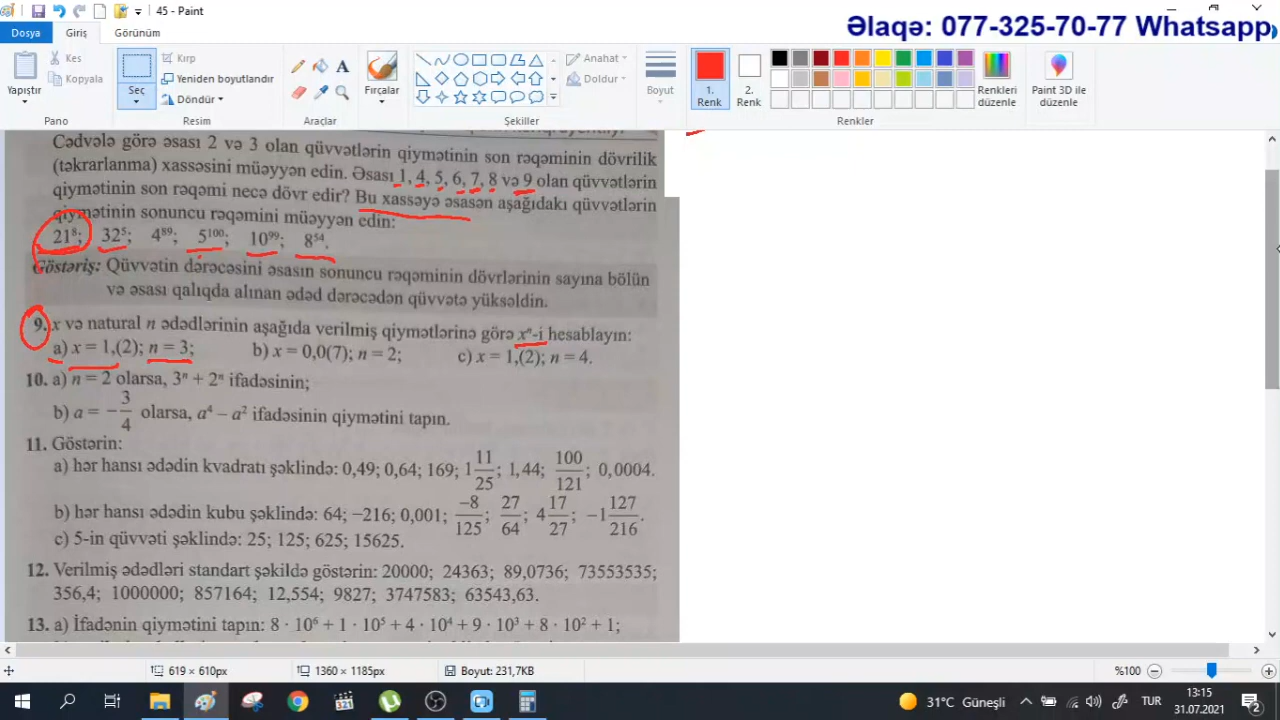 45 - Paint
Əlaqə: 077-325-70-77 Whatsapp
Dosya Giriş Görünüm
Yapıştır
Kes
Kopyala
Pano
Seç
Kırp
Yeniden boyutlandır
Döndür
Resim
A
Araçlar
Fırçalar
Anahat
Doldur
Şekiller
Boyut
1. Renk
2. Renk
Renkler
Renkleri düzenle
Paint 3D ile düzenle
Cədvələ görə əsası 2 və 3 olan qüvvətlərin qiymətinin son rəqəminin dövrilik
(təkrarlanma) xassəsini müəyyən edin. Əsası 1, 4, 5, 6, 7, 8 və 9 olan qüvvətlərin
qiymətinin son rəqəmi necə dövr edir? Bu xassəyə əsasən aşağıdakı qüvvətlərin
qiymətinin sonuncu rəqəmini müəyyən edin:
21⁸; 32⁵; 4⁸⁹; 5¹⁰⁰; 10⁹⁹; 8⁵⁴.
Göstəriş: Qüvvətin dərəcəsini əsasın sonuncu rəqəminin dövrlərinin sayına bölün
və əsası qalıqda alınan ədəd dərəcədən qüvvətə yüksəldin.
9. x və natural n ədədlərinin aşağıda verilmiş qiymətlərinə görə xⁿ-i hesablayın:
a) x = 1,(2); n = 3; b) x = 0,0(7); n = 2; c) x = 1,(2); n = 4.
10. a) n = 2 olarsa, 3ⁿ + 2ⁿ ifadəsinin;
b) a = −3/4 olarsa, a⁴ − a² ifadəsinin qiymətini tapın.
11. Göstərin:
a) hər hansı ədədin kvadratı şəklində: 0,49; 0,64; 169; 1 11/25; 1,44; 100/121; 0,0004.
b) hər hansı ədədin kubu şəklində: 64; −216; 0,001; −8/125; 27/64; 4 17/27; −1 127/216.
c) 5-in qüvvəti şəklində: 25; 125; 625; 15625.
12. Verilmiş ədədləri standart şəkildə göstərin: 20000; 24363; 89,0736; 73553535;
356,4; 1000000; 857164; 12,554; 9827; 3747583; 63543,63.
13. a) İfadənin qiymətini tapın: 8 · 10⁶ + 1 · 10⁵ + 4 · 10⁴ + 9 · 10³ + 8 · 10² + 1;
619 × 610px 1360 × 1185px Boyut: 231,7KB %100
31°C Güneşli TUR 13:15
31.07.2021 2